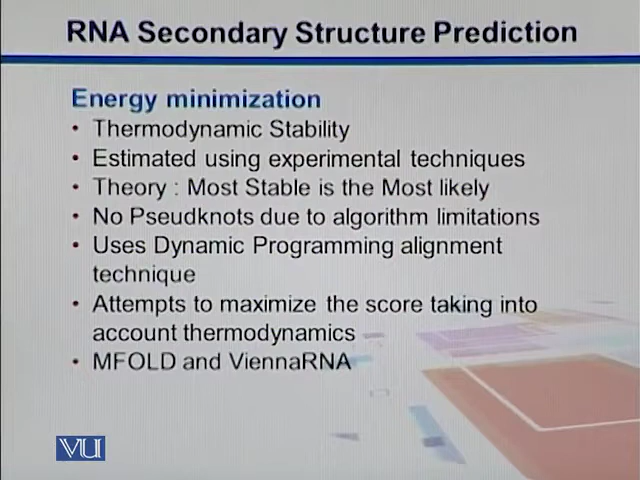 RNA Secondary Structure Prediction
Energy minimization
• Thermodynamic Stability
• Estimated using experimental techniques
• Theory : Most Stable is the Most likely
• No Pseudknots due to algorithm limitations
• Uses Dynamic Programming alignment
technique
• Attempts to maximize the score taking into
account thermodynamics
• MFOLD and ViennaRNA
VU